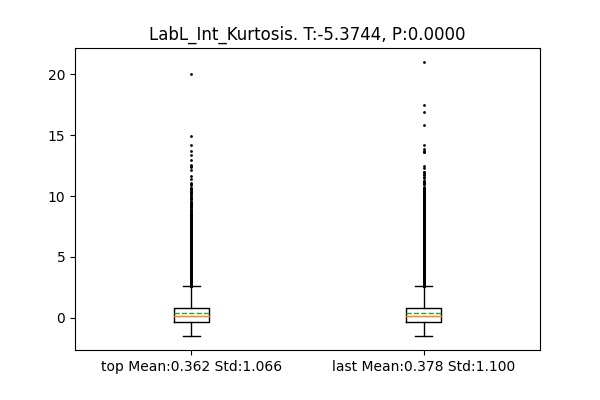 LabL_Int_Kurtosis. T:-5.3744, P:0.0000
20
15
10
5
0
top Mean:0.362 Std:1.066
last Mean:0.378 Std:1.100